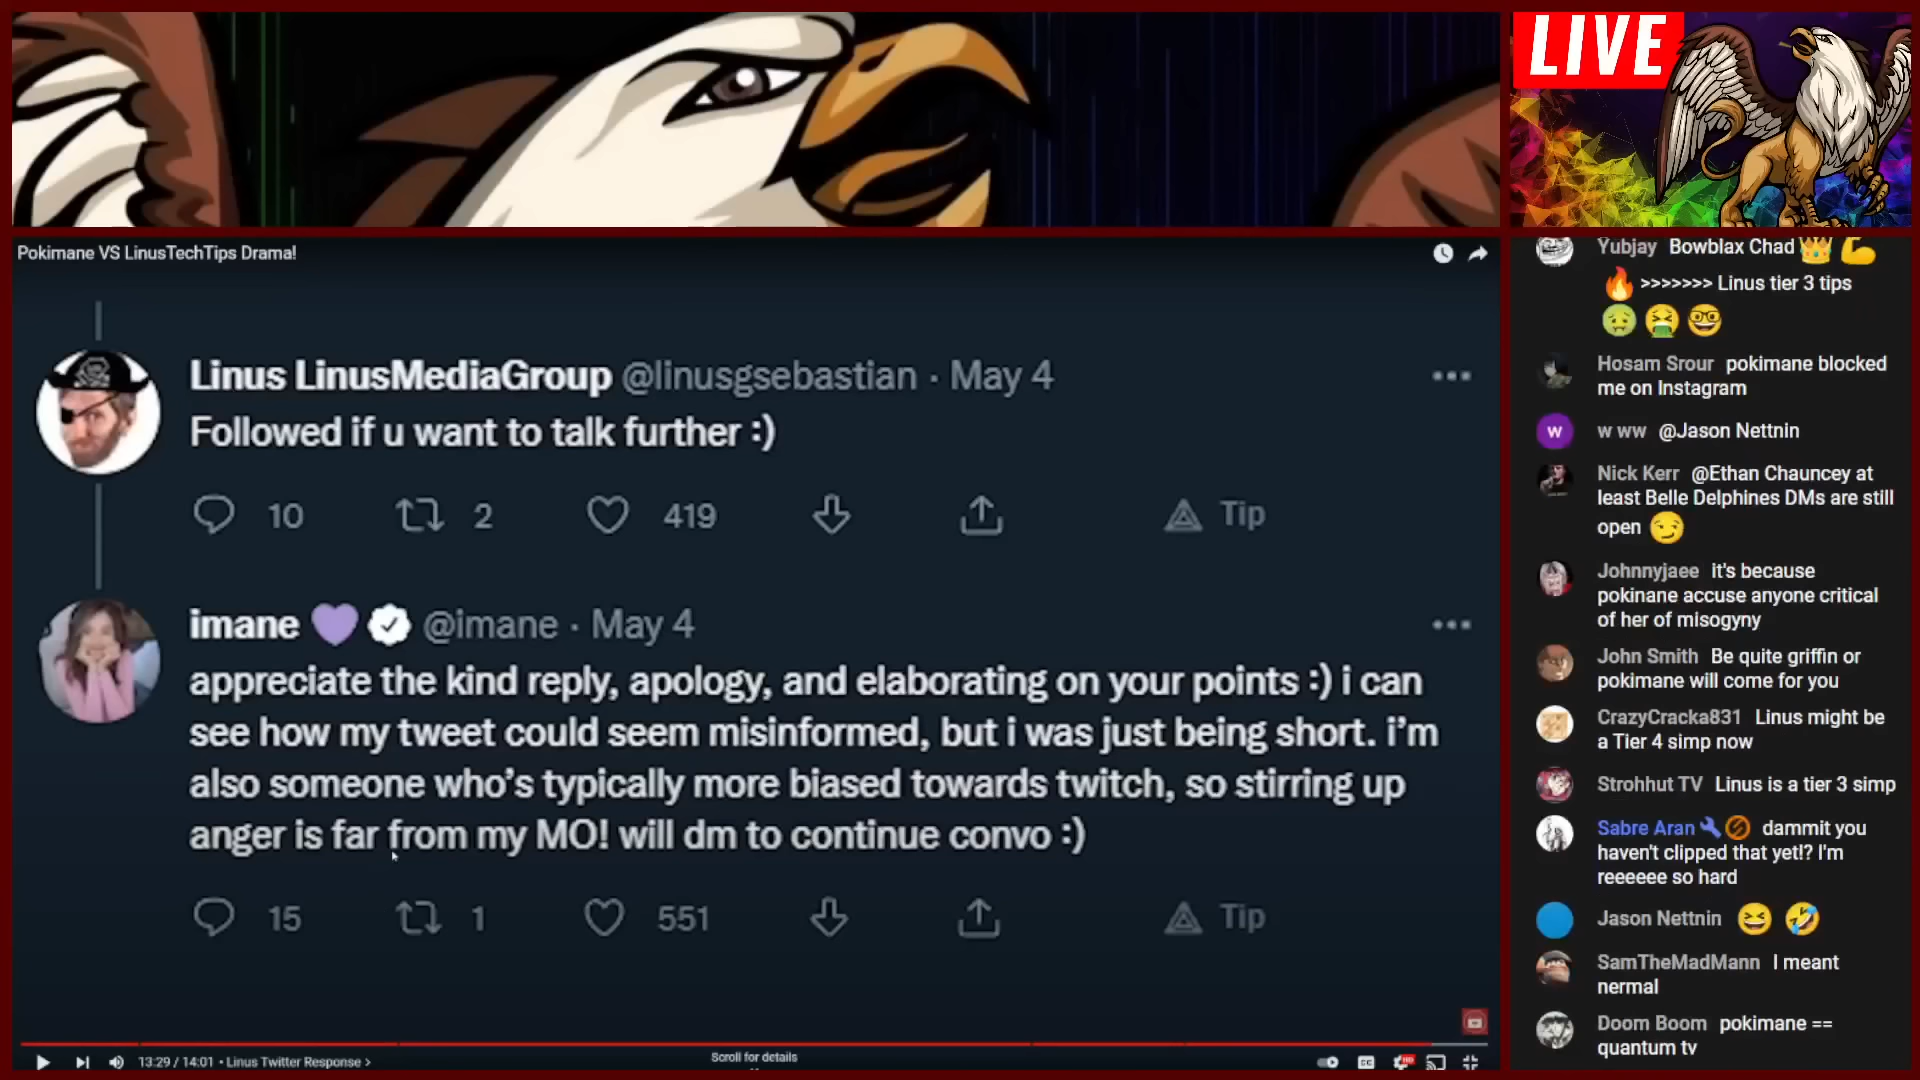 LIVE
Pokimane VS LinusTechTips Drama!
Linus LinusMediaGroup @linusgsebastian · May 4
Followed if u want to talk further :)
10 2 419 Tip
imane 💜 @imane · May 4
appreciate the kind reply, apology, and elaborating on your points :) i can
see how my tweet could seem misinformed, but i was just being short. i'm
also someone who's typically more biased towards twitch, so stirring up
anger is far from my MO! will dm to continue convo :)
15 1 551 Tip
13:29 / 14:01 • Linus Twitter Response >
Scroll for details
Yubjay Bowblax Chad 👑 💪
🔥 >>>>>>> Linus tier 3 tips
🤢 🤮 🤓
Hosam Srour pokimane blocked
me on Instagram
W w ww @Jason Nettnin
Nick Kerr @Ethan Chauncey at
least Belle Delphines DMs are still
open 😏
Johnnyjaee it's because
pokinane accuse anyone critical
of her of misogyny
John Smith Be quite griffin or
pokimane will come for you
CrazyCracka831 Linus might be
a Tier 4 simp now
Strohhut TV Linus is a tier 3 simp
Sabre Aran dammit you
haven't clipped that yet!? I'm
reeeeee so hard
Jason Nettnin 😆 🤣
SamTheMadMann I meant
nermal
Doom Boom pokimane ==
quantum tv